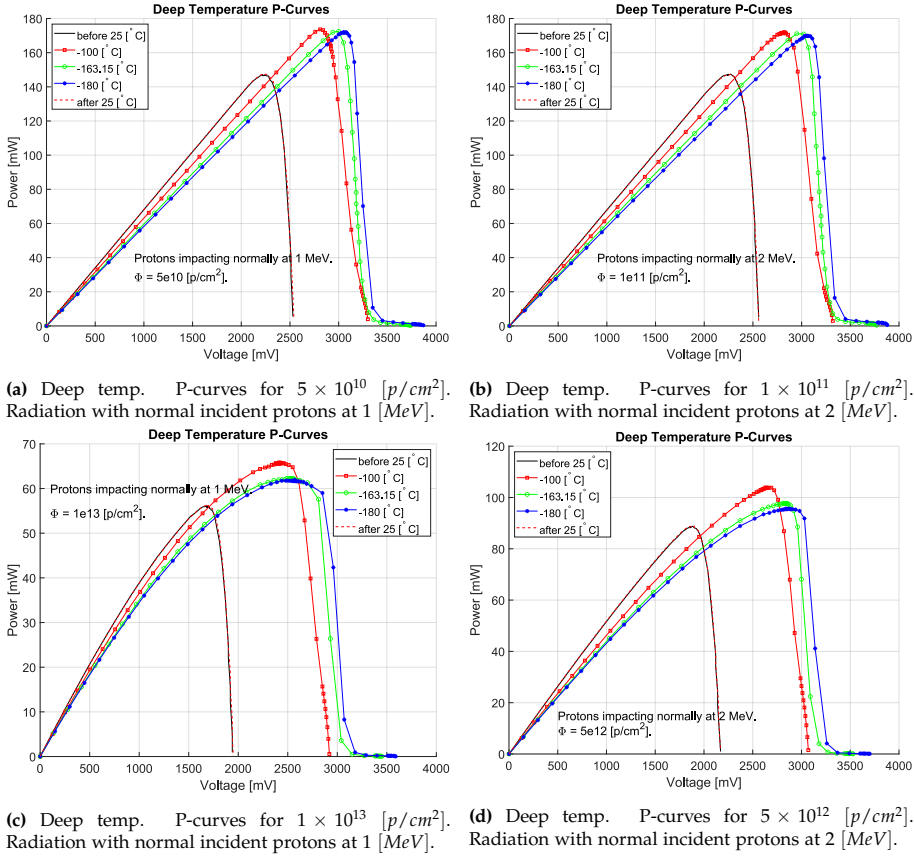 Deep Temperature P-Curves
180
160
140
120
100
80
60
40
20
0
Power [mW]
before 25 [°C]
-100 [°C]
-163.15 [°C]
-180 [°C]
after 25 [°C]
Protons impacting normally at 1 MeV.
Φ = 5e10 [p/cm²].
0 500 1000 1500 2000 2500 3000 3500 4000
Voltage [mV]
(a) Deep temp. P-curves for 5 × 10¹⁰ [p/cm²].
Radiation with normal incident protons at 1 [MeV].
Deep Temperature P-Curves
180
160
140
120
100
80
60
40
20
0
Power [mW]
before 25 [°C]
-100 [°C]
-163.15 [°C]
-180 [°C]
after 25 [°C]
Protons impacting normally at 2 MeV.
Φ = 1e11 [p/cm²].
0 500 1000 1500 2000 2500 3000 3500 4000
Voltage [mV]
(b) Deep temp. P-curves for 1 × 10¹¹ [p/cm²].
Radiation with normal incident protons at 2 [MeV].
Deep Temperature P-Curves
70
60
50
40
30
20
10
0
Power [mW]
before 25 [°C]
-100 [°C]
-163.15 [°C]
-180 [°C]
after 25 [°C]
Protons impacting normally at 1 MeV.
Φ = 1e13 [p/cm²].
0 500 1000 1500 2000 2500 3000 3500 4000
Voltage [mV]
(c) Deep temp. P-curves for 1 × 10¹³ [p/cm²].
Radiation with normal incident protons at 1 [MeV].
Deep Temperature P-Curves
120
100
80
60
40
20
0
Power [mW]
before 25 [°C]
-100 [°C]
-163.15 [°C]
-180 [°C]
after 25 [°C]
Protons impacting normally at 2 MeV.
Φ = 5e12 [p/cm²].
0 500 1000 1500 2000 2500 3000 3500 4000
Voltage [mV]
(d) Deep temp. P-curves for 5 × 10¹² [p/cm²].
Radiation with normal incident protons at 2 [MeV].